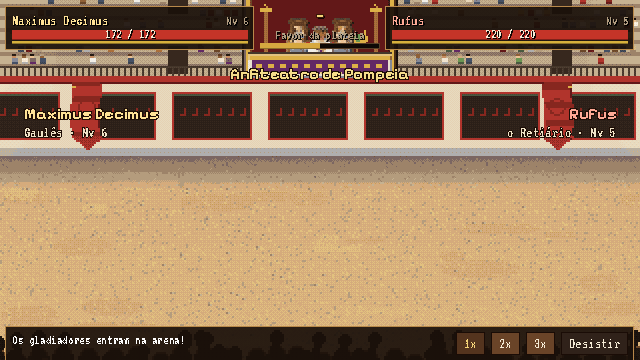 Maximus Decimus Nv 6
172 / 172
Favor da plateia
Rufus Nv 5
220 / 220
Anfiteatro de Pompeia
Maximus Decimus
Gaulês · Nv 6
Rufus
o Retiário · Nv 5
Os gladiadores entram na arena!
1x 2x 3x Desistir